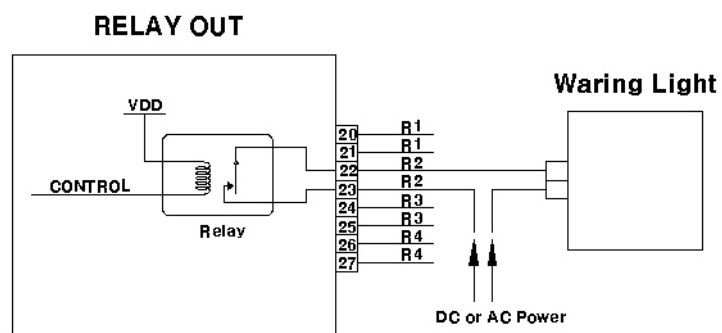 RELAY OUT
Waring Light
VDD
CONTROL
Relay
20 R1
21 R1
22 R2
23 R2
24 R3
25 R3
26 R4
27 R4
DC or AC Power